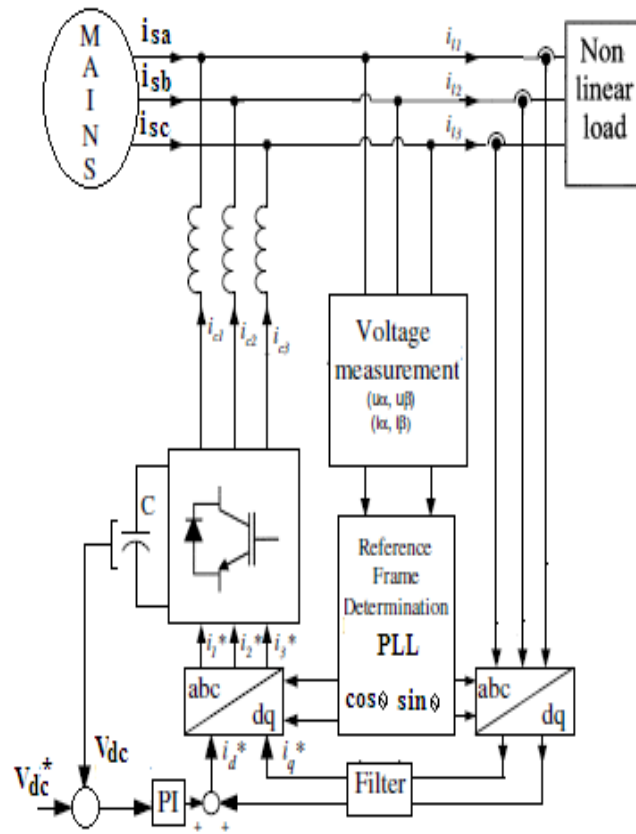 MAINS
isa
isb
isc
il1
il2
il3
Non
linear
load
ic1
ic2
ic3
Voltage
measurement
(uα, uβ)
(iα, iβ)
C
Reference
Frame
Determination
PLL
cosθ sinθ
i1* i2* i3*
abc
dq
abc
dq
Vdc
id*
iq*
Filter
Vdc*
PI
+ +